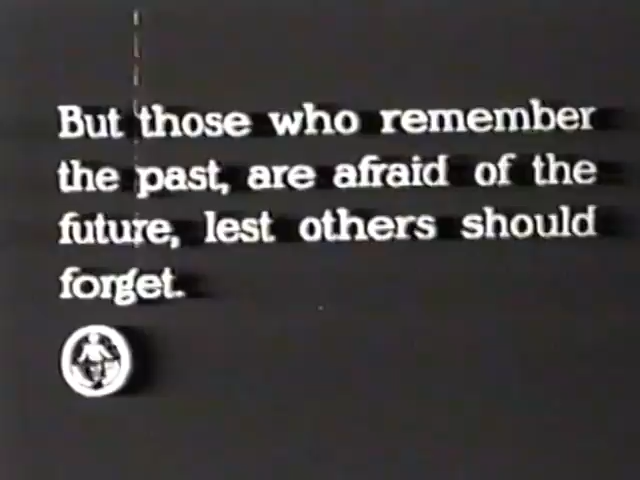 But those who remember
the past, are afraid of the
future, lest others should
forget.